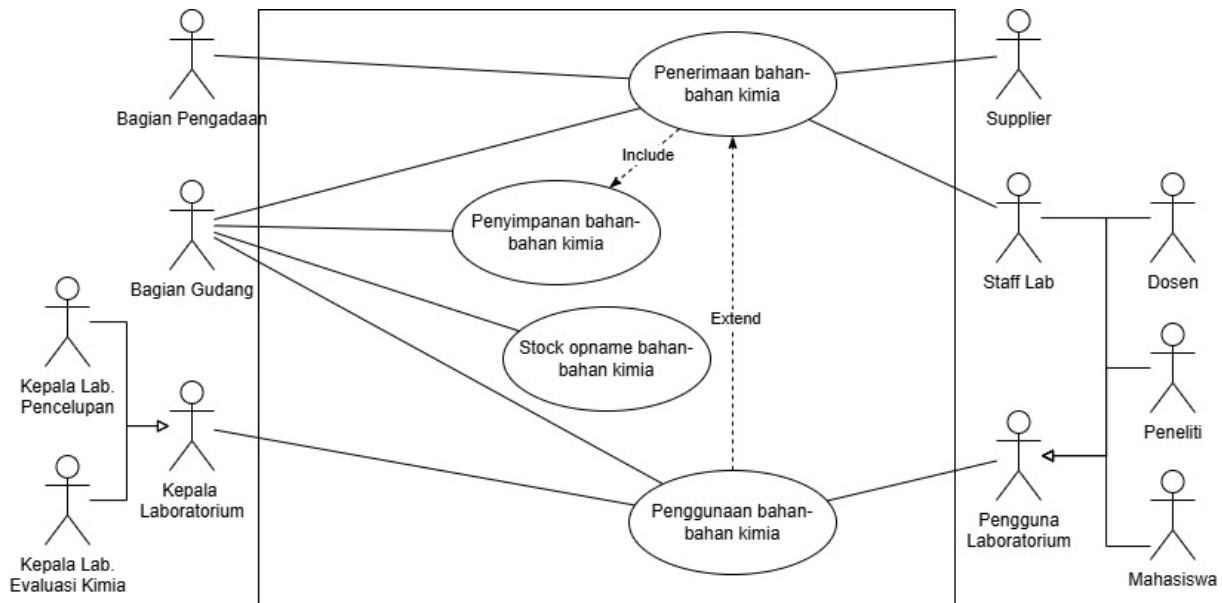 Bagian Pengadaan
Penerimaan bahan-
bahan kimia
Supplier
Include
Bagian Gudang
Penyimpanan bahan-
bahan kimia
Staff Lab
Dosen
Extend
Stock opname bahan-
bahan kimia
Kepala Lab.
Pencelupan
Peneliti
Kepala
Laboratorium
Penggunaan bahan-
bahan kimia
Pengguna
Laboratorium
Kepala Lab.
Evaluasi Kimia
Mahasiswa